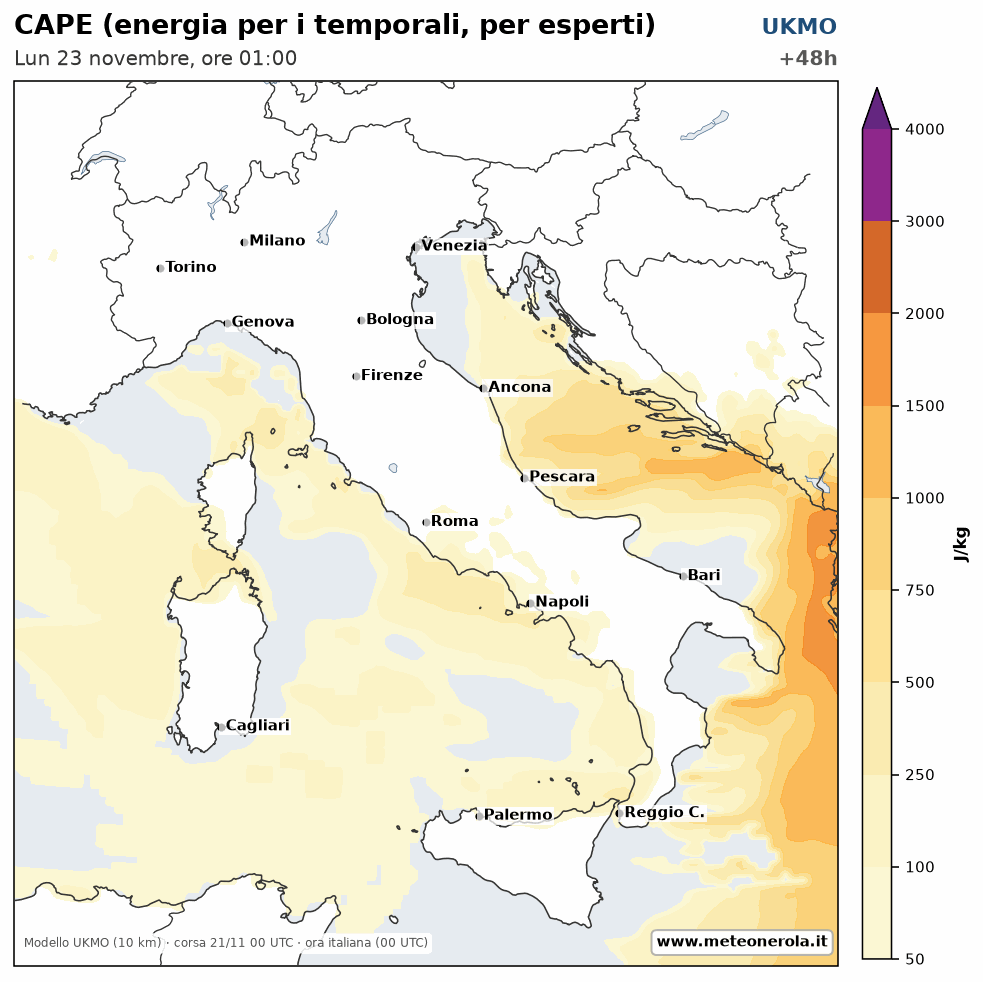 CAPE (energia per i temporali, per esperti)
UKMO
Lun 23 novembre, ore 01:00
+48h
4000
3000
2000
1500
1000
750
500
250
100
50
J/kg
Milano
Venezia
Torino
Genova
Bologna
Firenze
Ancona
Pescara
Roma
Bari
Napoli
Cagliari
Palermo
Reggio C.
Modello UKMO (10 km) · corsa 21/11 00 UTC · ora italiana (00 UTC)
www.meteonerola.it